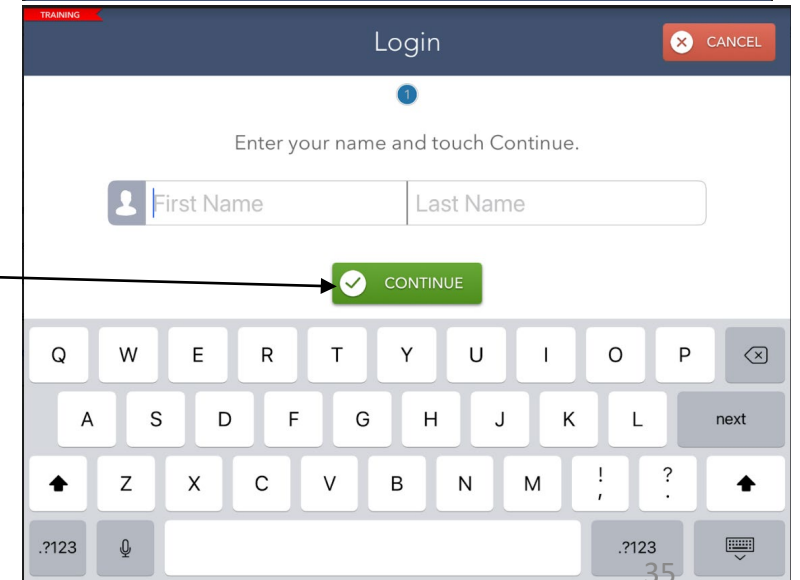 TRAINING
Login
CANCEL
1
Enter your name and touch Continue.
First Name Last Name
CONTINUE
Q W E R T Y U I O P
A S D F G H J K L next
Z X C V B N M ! , ? .
.?123 .?123
35